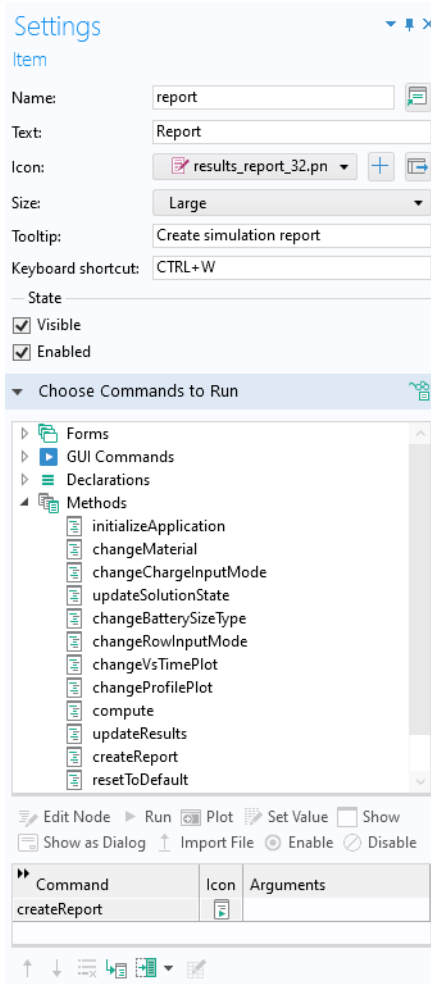 Settings
Item
Name: report
Text: Report
Icon: results_report_32.pn
Size: Large
Tooltip: Create simulation report
Keyboard shortcut: CTRL+W
State
Visible
Enabled
Choose Commands to Run
Forms
GUI Commands
Declarations
Methods
initializeApplication
changeMaterial
changeChargeInputMode
updateSolutionState
changeBatterySizeType
changeRowInputMode
changeVsTimePlot
changeProfilePlot
compute
updateResults
createReport
resetToDefault
Edit Node Run Plot Set Value Show
Show as Dialog Import File Enable Disable
Command Icon Arguments
createReport